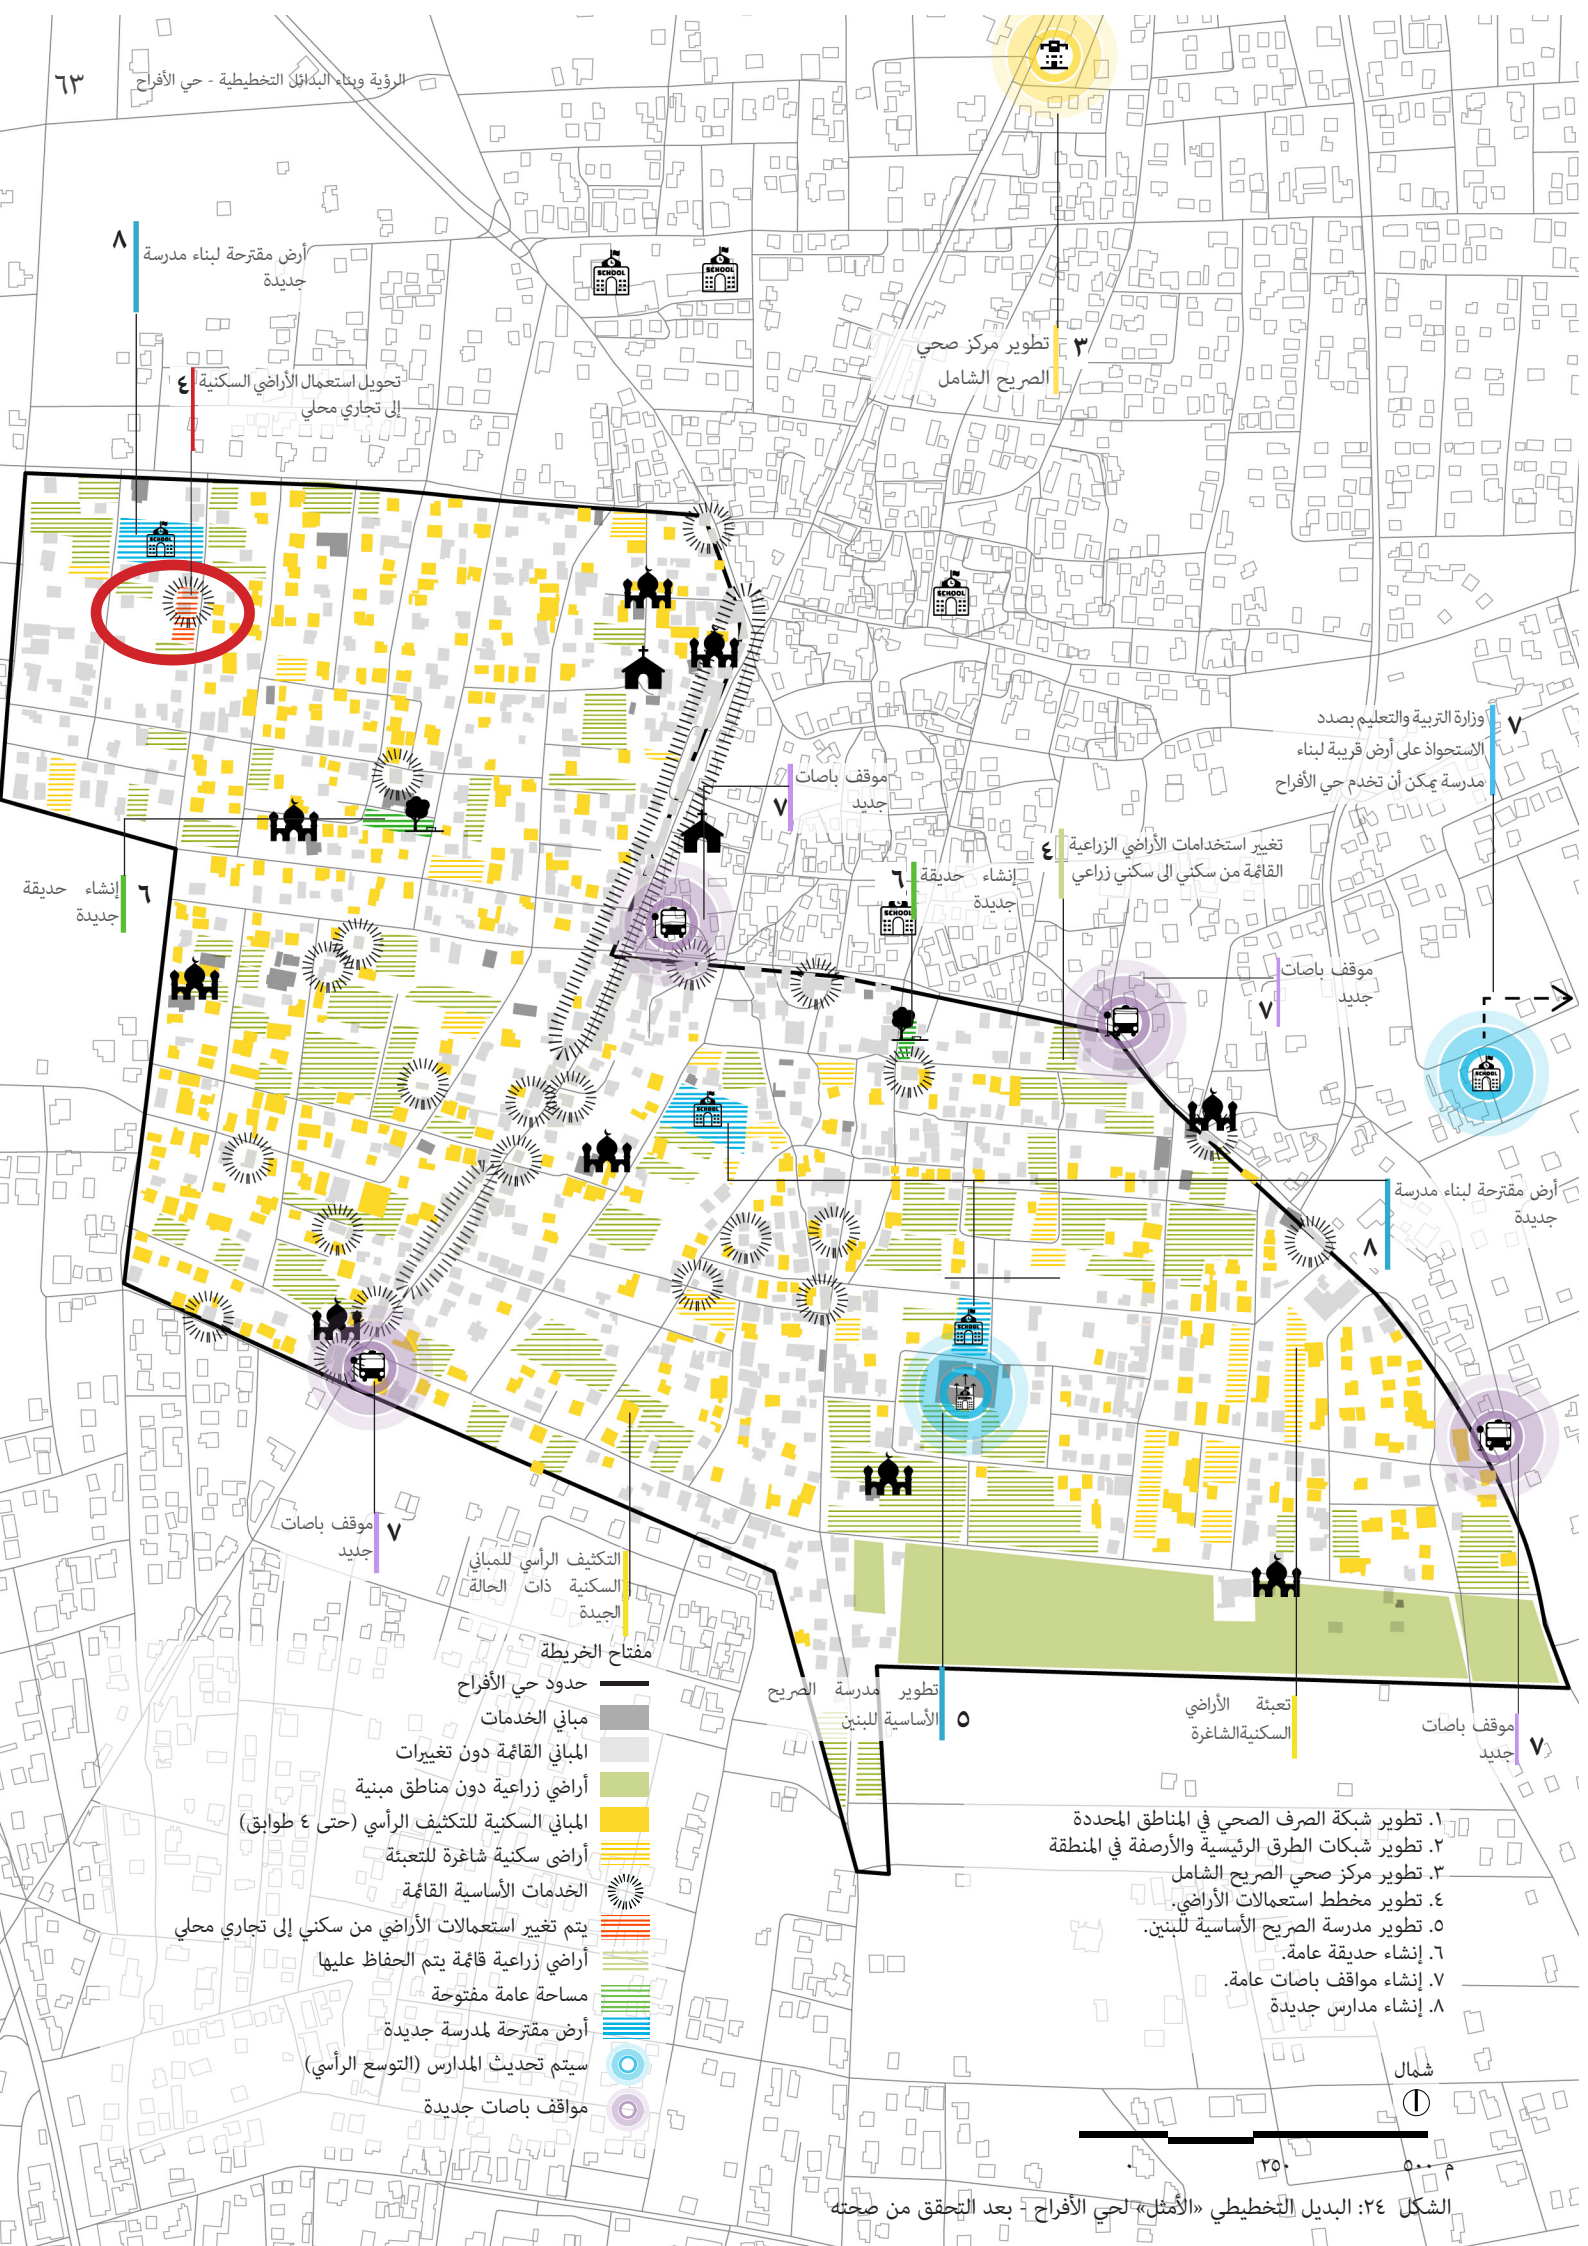 الرؤية وبناء البدائل التخطيطية - حي الأفراح
٦٣
٨
أرض مقترحة لبناء مدرسة
جديدة
SCHOOL
SCHOOL
٣
تطوير مركز صحي
الصريح الشامل
٤
تحويل استعمال الأراضي السكنية
إلى تجاري محلي
SCHOOL
SCHOOL
٧
وزارة التربية والتعليم بصدد
الاستحواذ على أرض قريبة لبناء
مدرسة يمكن أن تخدم حي الأفراح
موقف باصات
جديد
٧
٤
تغيير استخدامات الأراضي الزراعية
القائمة من سكني الى سكني زراعي
٦
إنشاء حديقة
جديدة
SCHOOL
٦
إنشاء حديقة
جديدة
موقف باصات
جديد
٧
SCHOOL
SCHOOL
أرض مقترحة لبناء مدرسة
جديدة
٨
SCHOOL
موقف باصات
جديد
٧
التكثيف الرأسي للمباني
السكنية ذات الحالة
الجيدة
تطوير مدرسة الصريح
الأساسية للبنين
٥
تعبئة الأراضي
السكنيةالشاغرة
موقف باصات
جديد
٧
مفتاح الخريطة
حدود حي الأفراح
مباني الخدمات
المباني القائمة دون تغييرات
أراضي زراعية دون مناطق مبنية
المباني السكنية للتكثيف الرأسي (حتى ٤ طوابق)
أراضى سكنية شاغرة للتعبئة
الخدمات الأساسية القائمة
يتم تغيير استعمالات الأراضي من سكني إلى تجاري محلي
أراضي زراعية قائمة يتم الحفاظ عليها
مساحة عامة مفتوحة
أرض مقترحة لمدرسة جديدة
سيتم تحديث المدارس (التوسع الرأسي)
مواقف باصات جديدة
١. تطوير شبكة الصرف الصحي في المناطق المحددة
٢. تطوير شبكات الطرق الرئيسية والأرصفة في المنطقة
٣. تطوير مركز صحي الصريح الشامل
٤. تطوير مخطط استعمالات الأراضي.
٥. تطوير مدرسة الصريح الأساسية للبنين.
٦. إنشاء حديقة عامة.
٧. إنشاء مواقف باصات عامة.
٨. إنشاء مدارس جديدة
شمال
٠ ٢٥٠ ٥٠٠ م
الشكل ٢٤: البديل التخطيطي «الأمثل» لحي الأفراح - بعد التحقق من صحته